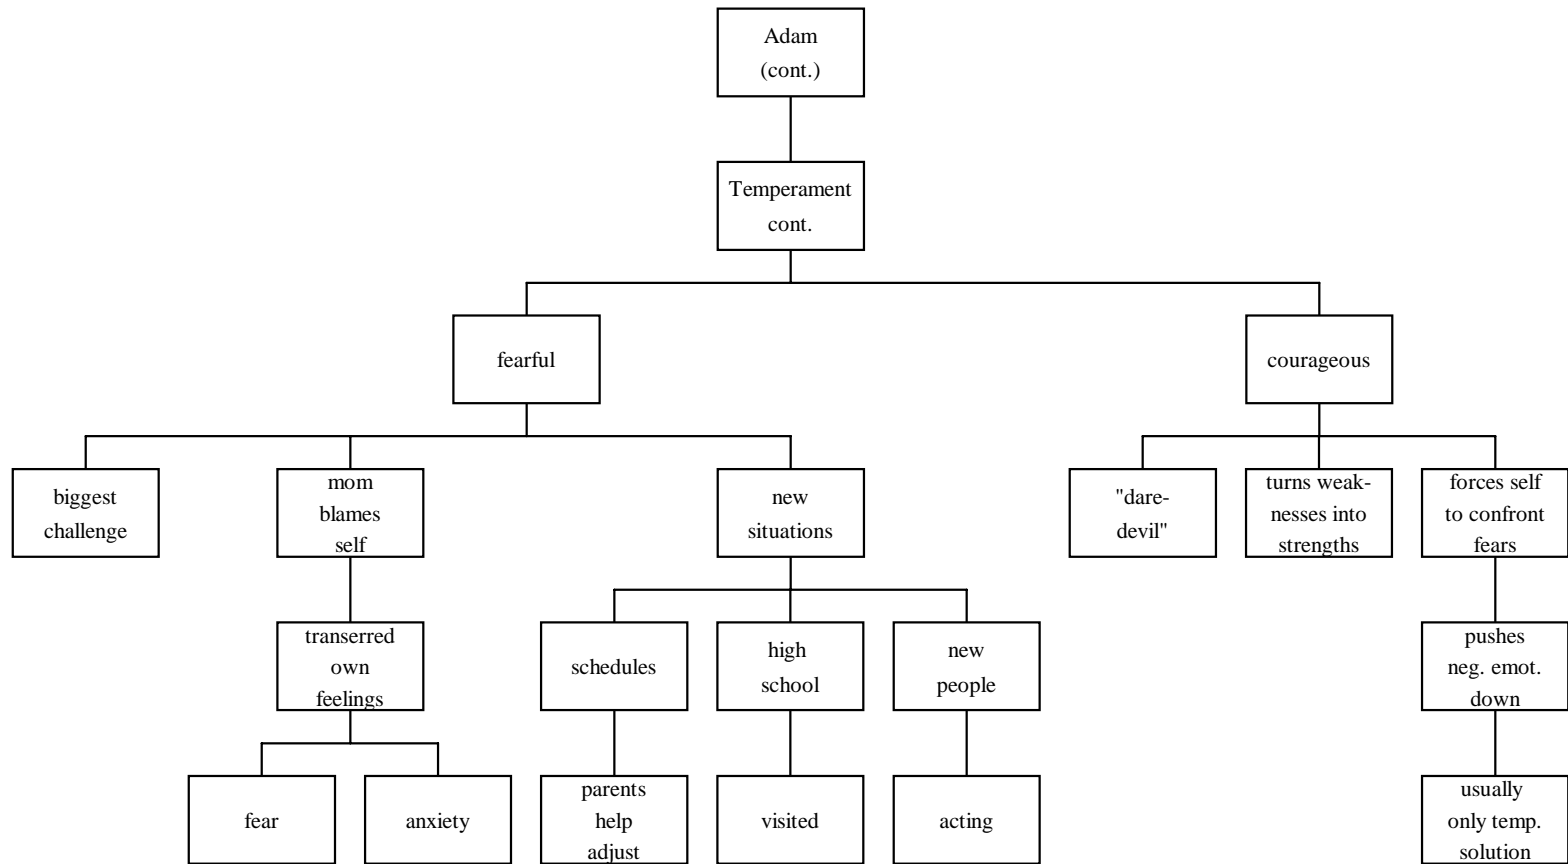 Adam
(cont.)
Temperament
cont.
fearful
courageous
biggest
challenge
mom
blames
self
new
situations
"dare-
devil"
turns weak-
nesses into
strengths
forces self
to confront
fears
transerred
own
feelings
schedules
high
school
new
people
pushes
neg. emot.
down
fear
anxiety
parents
help
adjust
visited
acting
usually
only temp.
solution